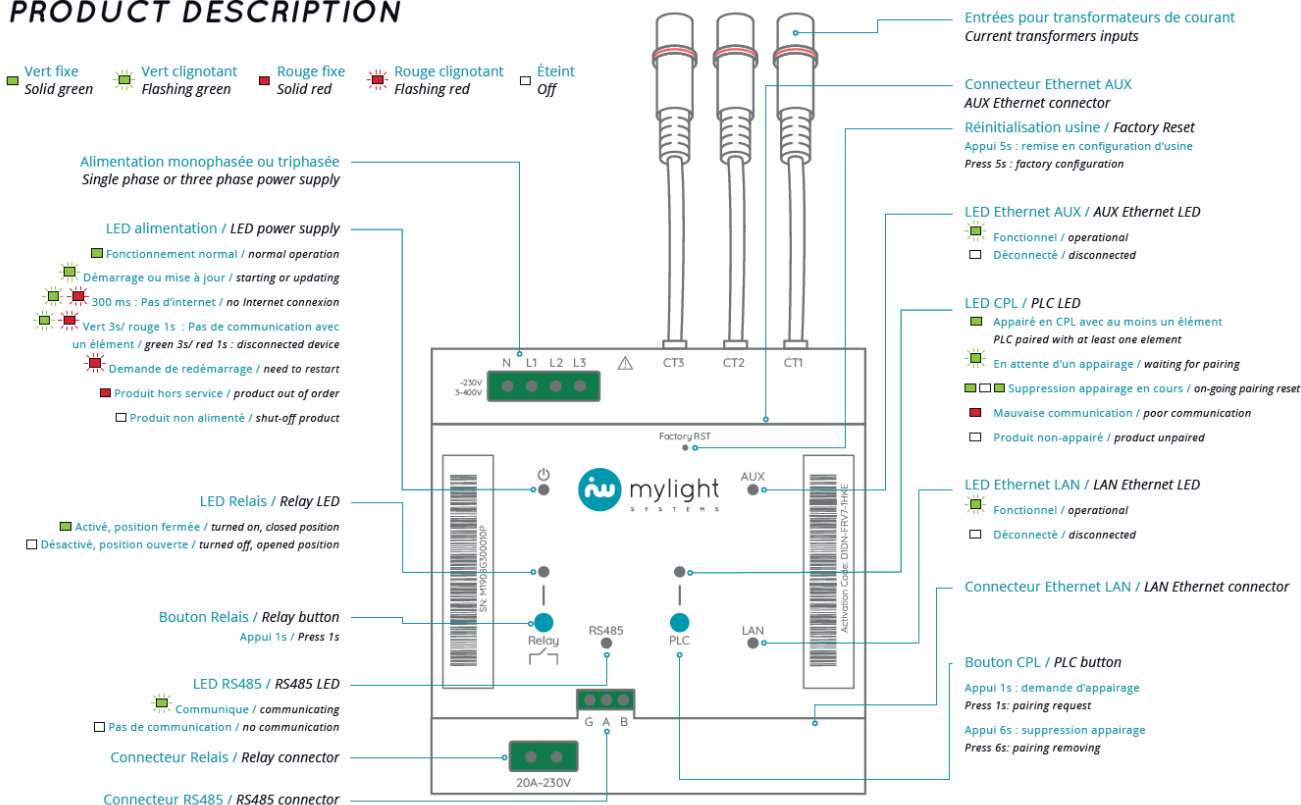 PRODUCT DESCRIPTION
Vert fixe
Solid green
Vert clignotant
Flashing green
Rouge fixe
Solid red
Rouge clignotant
Flashing red
Éteint
Off
Alimentation monophasée ou triphasée
Single phase or three phase power supply
LED alimentation / LED power supply
Fonctionnement normal / normal operation
Démarrage ou mise à jour / starting or updating
300 ms : Pas d'internet / no Internet connexion
Vert 3s/ rouge 1s : Pas de communication avec
un élément / green 3s/ red 1s : disconnected device
Demande de redémarrage / need to restart
Produit hors service / product out of order
Produit non alimenté / shut-off product
LED Relais / Relay LED
Activé, position fermée / turned on, closed position
Désactivé, position ouverte / turned off, opened position
Bouton Relais / Relay button
Appui 1s / Press 1s
LED RS485 / RS485 LED
Communique / communicating
Pas de communication / no communication
Connecteur Relais / Relay connector
Connecteur RS485 / RS485 connector
N L1 L2 L3
CT3 CT2 CT1
~230V
3~400V
Factory RST
mylight
SYSTEMS
AUX
SN: M1903G300010P
Activation Code: D1DN-FRV7-1HKE
Relay
RS485
PLC
LAN
G A B
20A~230V
Entrées pour transformateurs de courant
Current transformers inputs
Connecteur Ethernet AUX
AUX Ethernet connector
Réinitialisation usine / Factory Reset
Appui 5s : remise en configuration d'usine
Press 5s : factory configuration
LED Ethernet AUX / AUX Ethernet LED
Fonctionnel / operational
Déconnecté / disconnected
LED CPL / PLC LED
Appairé en CPL avec au moins un élément
PLC paired with at least one element
En attente d'un appairage / waiting for pairing
Suppression appairage en cours / on-going pairing reset
Mauvaise communication / poor communication
Produit non-appairé / product unpaired
LED Ethernet LAN / LAN Ethernet LED
Fonctionnel / operational
Déconnecté / disconnected
Connecteur Ethernet LAN / LAN Ethernet connector
Bouton CPL / PLC button
Appui 1s : demande d'appairage
Press 1s: pairing request
Appui 6s : suppression appairage
Press 6s: pairing removing